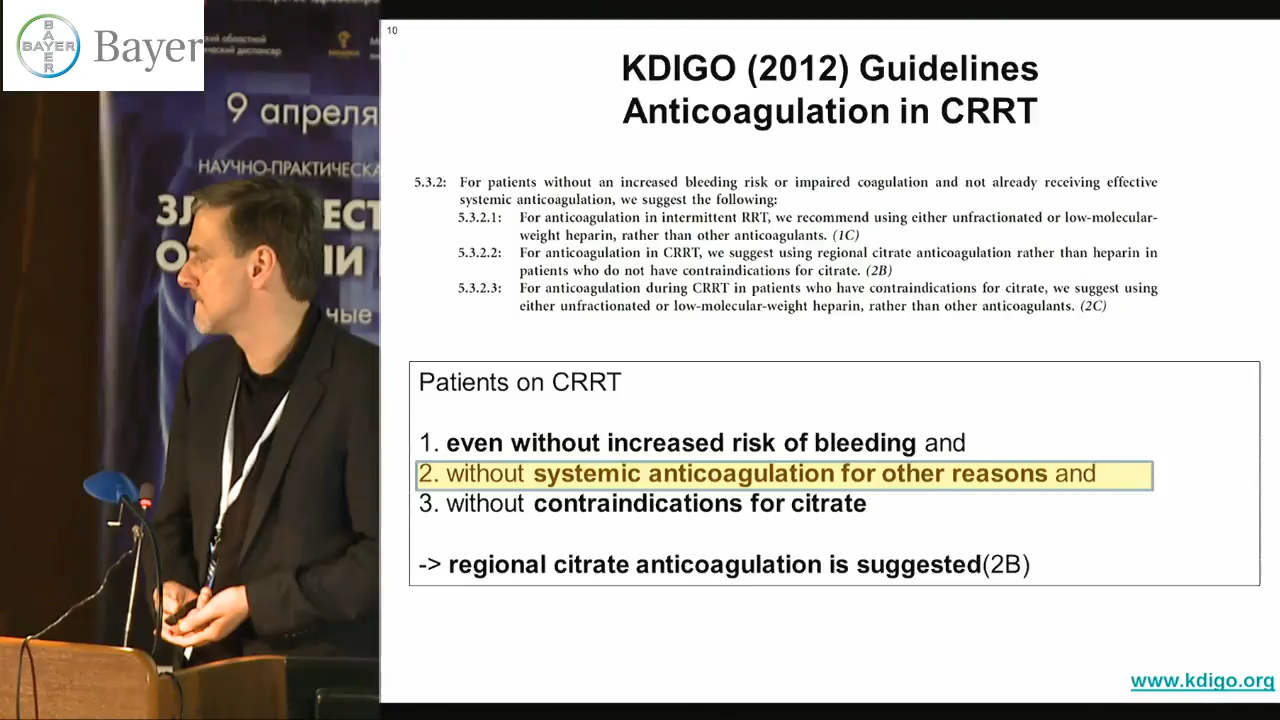 BAYER
BAYER
Bayer
9 апреля
НАУЧНО-ПРАКТИЧЕСКА
10
KDIGO (2012) Guidelines
Anticoagulation in CRRT
5.3.2: For patients without an increased bleeding risk or impaired coagulation and not already receiving effective
systemic anticoagulation, we suggest the following:
5.3.2.1: For anticoagulation in intermittent RRT, we recommend using either unfractionated or low-molecular-
weight heparin, rather than other anticoagulants. (1C)
5.3.2.2: For anticoagulation in CRRT, we suggest using regional citrate anticoagulation rather than heparin in
patients who do not have contraindications for citrate. (2B)
5.3.2.3: For anticoagulation during CRRT in patients who have contraindications for citrate, we suggest using
either unfractionated or low-molecular-weight heparin, rather than other anticoagulants. (2C)
Patients on CRRT
1. even without increased risk of bleeding and
2. without systemic anticoagulation for other reasons and
3. without contraindications for citrate
-> regional citrate anticoagulation is suggested(2B)
www.kdigo.org